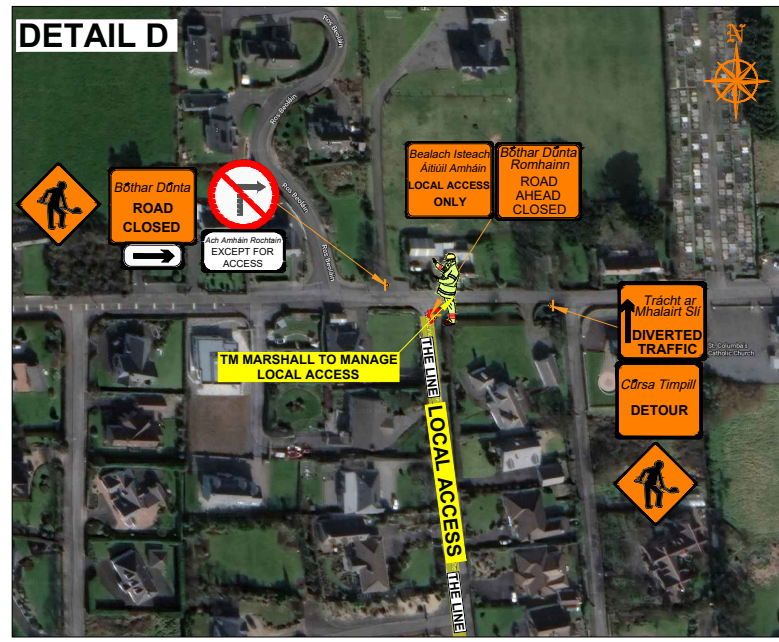 DETAIL D
N
Ros Beoláin
Ros Beoláin
Ros Beoláin
Ros Beoláin
Bóthar Dúnta
ROAD
CLOSED
Ach Amháin Rochtain
EXCEPT FOR
ACCESS
Bealach Isteach
Áitiúil Amháin
LOCAL ACCESS
ONLY
Bóthar Dúnta
Romhainn
ROAD
AHEAD
CLOSED
Trácht ar
Mhalairt Slí
DIVERTED
TRAFFIC
St. Columba's
Catholic Church
Cúrsa Timpill
DETOUR
TM MARSHALL TO MANAGE
LOCAL ACCESS
THE LINE
LOCAL ACCESS
THE LINE